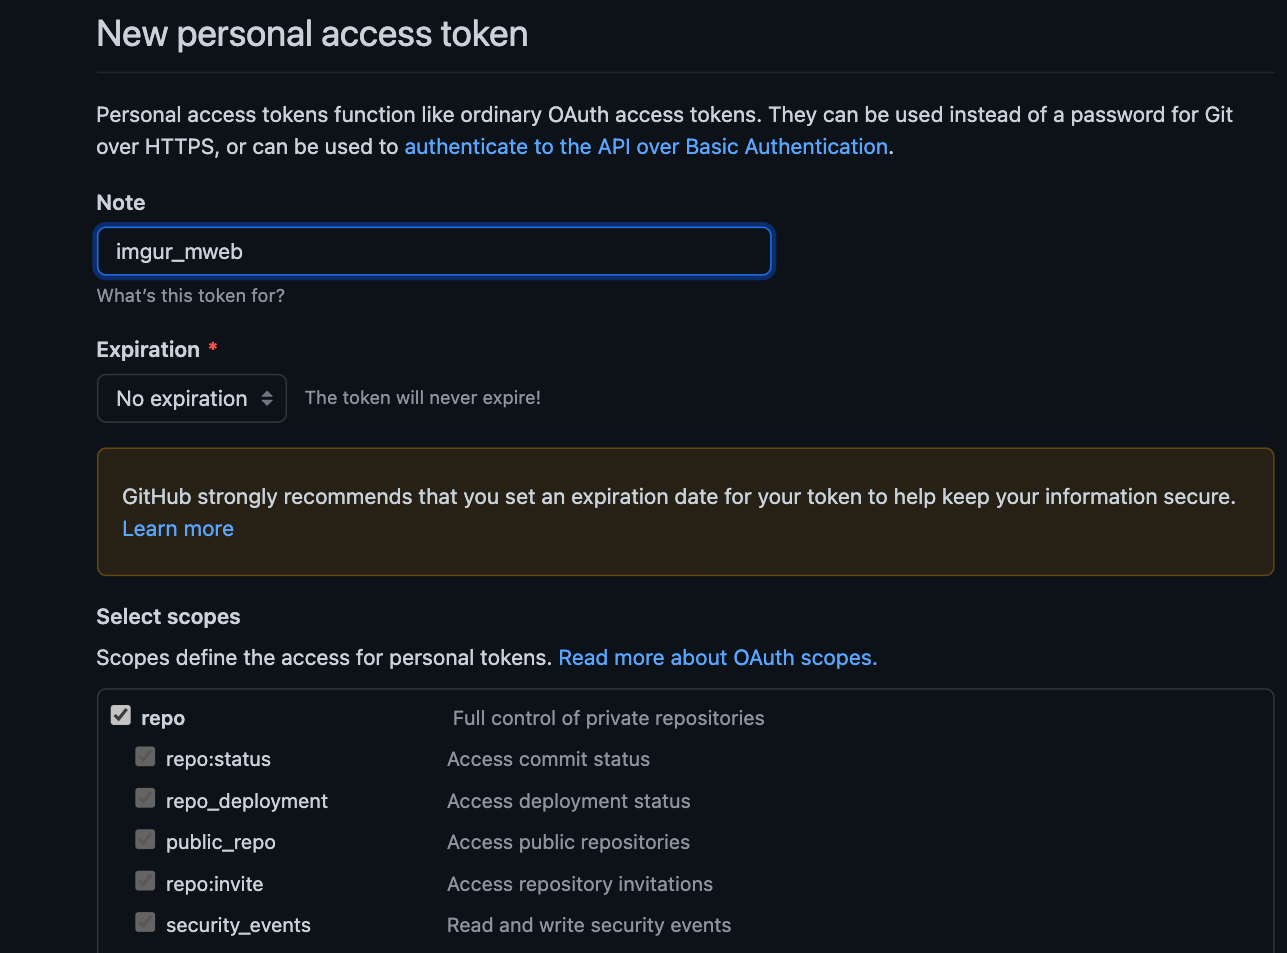 New personal access token
Personal access tokens function like ordinary OAuth access tokens. They can be used instead of a password for Git
over HTTPS, or can be used to authenticate to the API over Basic Authentication.
Note
imgur_mweb
What's this token for?
Expiration *
No expiration The token will never expire!
GitHub strongly recommends that you set an expiration date for your token to help keep your information secure.
Learn more
Select scopes
Scopes define the access for personal tokens. Read more about OAuth scopes.
repo Full control of private repositories
repo:status Access commit status
repo_deployment Access deployment status
public_repo Access public repositories
repo:invite Access repository invitations
security_events Read and write security events